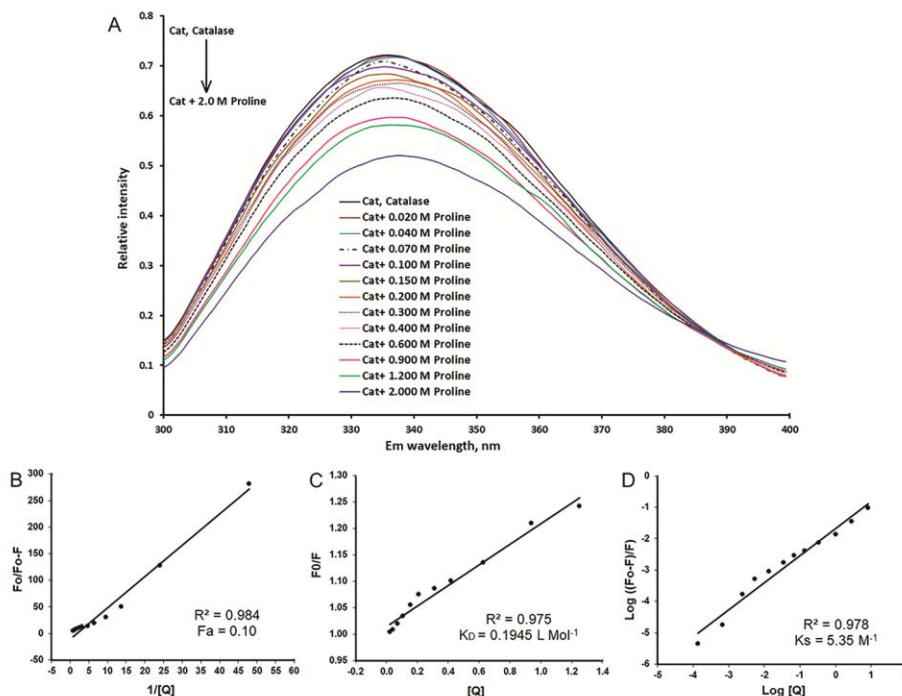 A
Cat, Catalase
Cat + 2.0 M Proline
Relative intensity
0.8
0.7
0.6
0.5
0.4
0.3
0.2
0.1
0
Cat, Catalase
Cat+ 0.020 M Proline
Cat+ 0.040 M Proline
Cat+ 0.070 M Proline
Cat+ 0.100 M Proline
Cat+ 0.150 M Proline
Cat+ 0.200 M Proline
Cat+ 0.300 M Proline
Cat+ 0.400 M Proline
Cat+ 0.600 M Proline
Cat+ 0.900 M Proline
Cat+ 1.200 M Proline
Cat+ 2.000 M Proline
300 310 320 330 340 350 360 370 380 390 400
Em wavelength, nm
B
Fo/Fo-F
300
250
200
150
100
50
0
-50
R² = 0.984
Fa = 0.10
-5 0 5 10 15 20 25 30 35 40 45 50 55 60
1/[Q]
C
F0/F
1.30
1.25
1.20
1.15
1.10
1.05
1.00
0.95
R² = 0.975
KD = 0.1945 L Mol⁻¹
0.0 0.2 0.4 0.6 0.8 1.0 1.2 1.4
[Q]
D
Log ((Fo-F)/F)
0
-1
-2
-3
-4
-5
-6
R² = 0.978
Ks = 5.35 M⁻¹
-5 -4 -3 -2 -1 0 1 2
Log [Q]